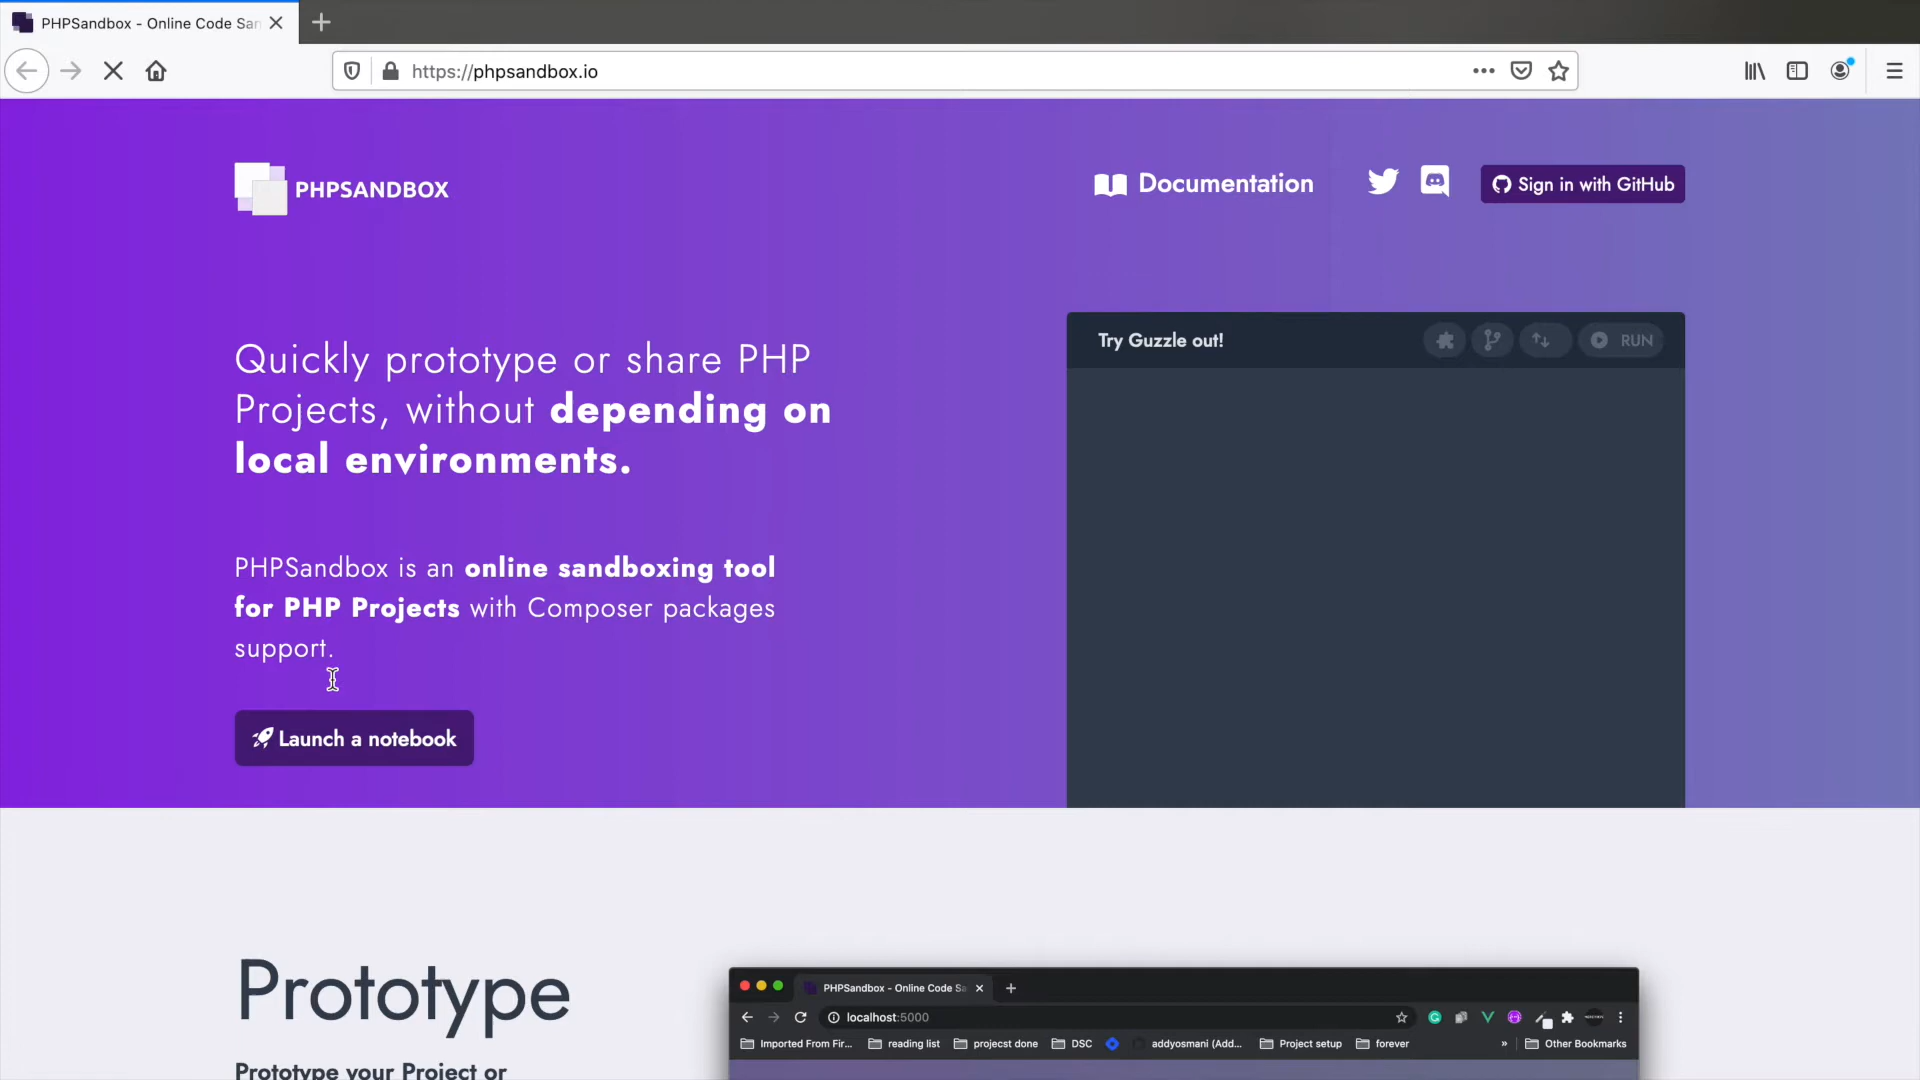 PHPSandbox - Online Code San
https://phpsandbox.io
PHPSANDBOX
Documentation
Sign in with GitHub
Quickly prototype or share PHP
Projects, without depending on
local environments.
PHPSandbox is an online sandboxing tool
for PHP Projects with Composer packages
support.
Launch a notebook
Try Guzzle out!
RUN
Prototype
Prototype your Project or
PHPSandbox - Online Code Sa
localhost:5000
Imported From Fir...
reading list
projecst done
DSC
addyosmani (Addy...
Project setup
forever
»
Other Bookmarks